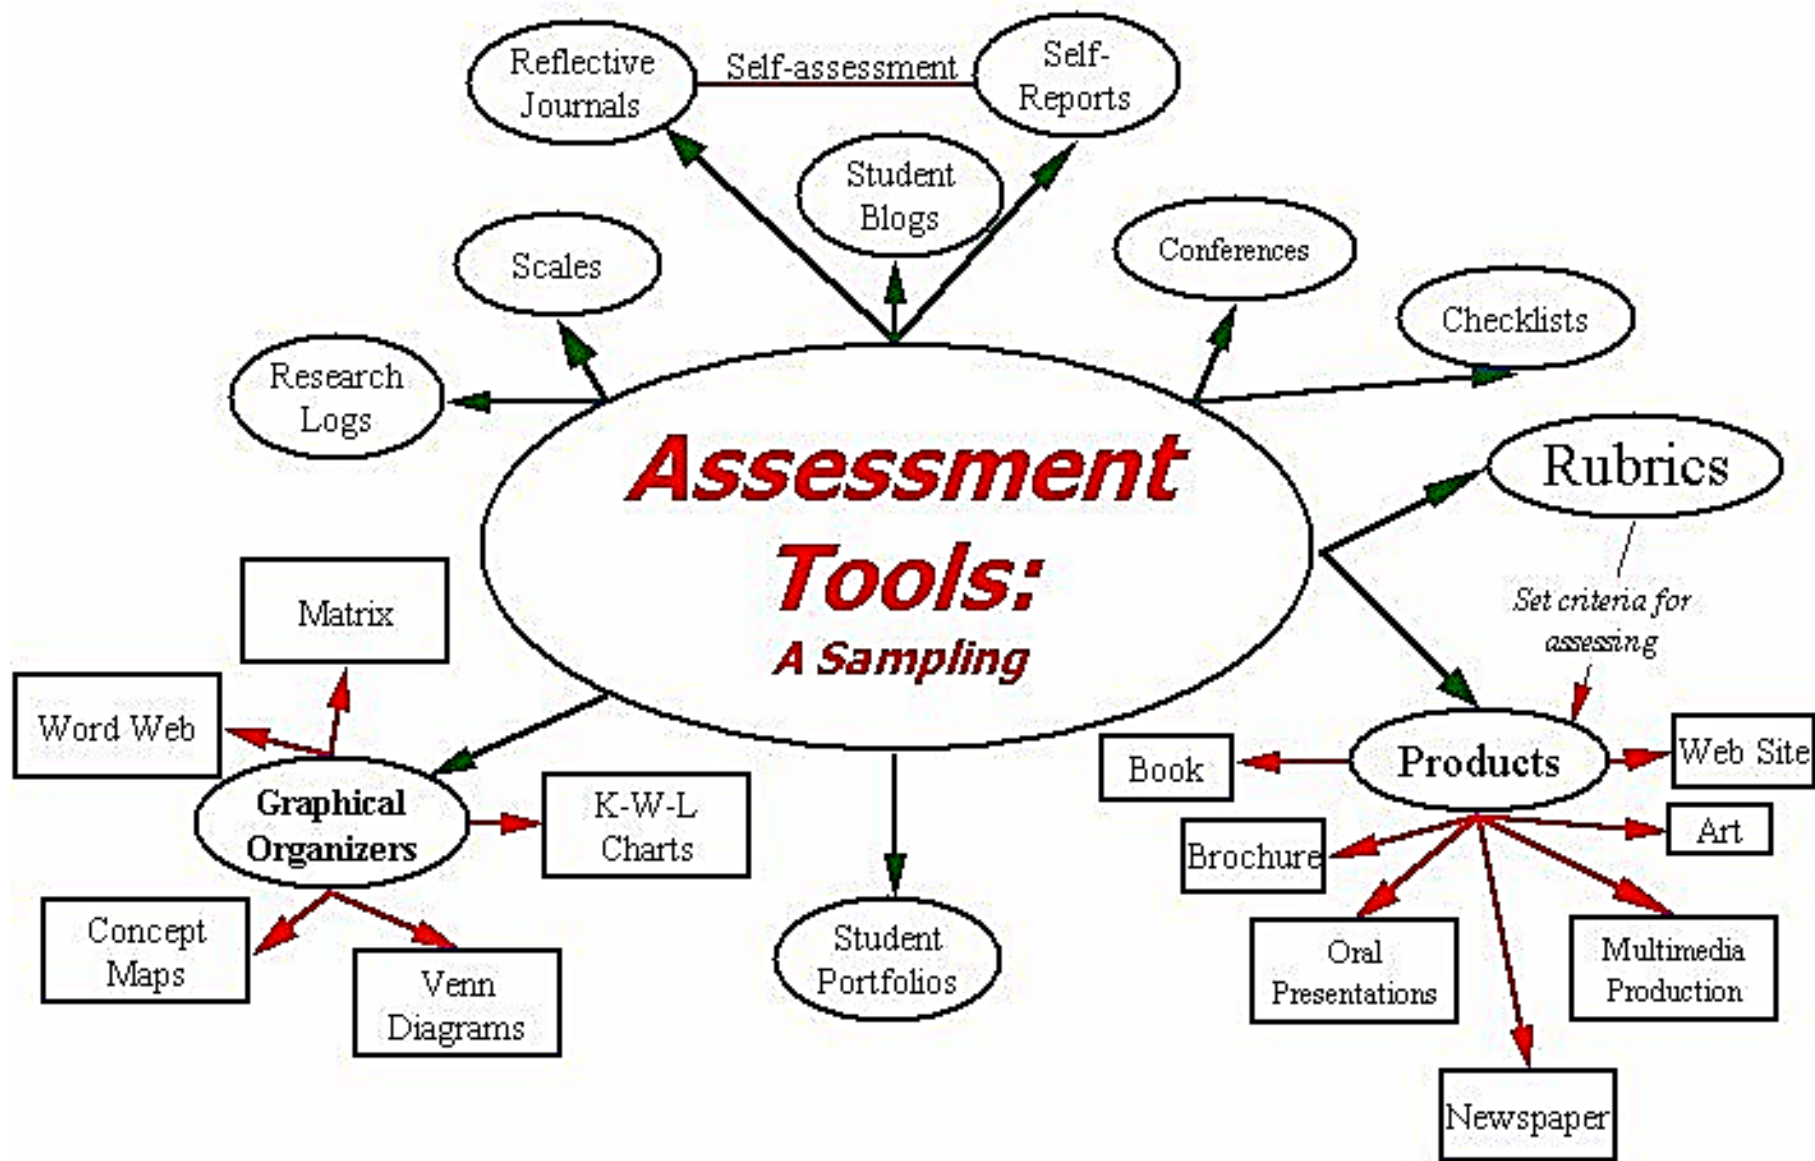 Reflective
Journals
Self-assessment
Self-
Reports
Student
Blogs
Scales
Conferences
Checklists
Research
Logs
Assessment
Tools:
A Sampling
Rubrics
Set criteria for
assessing
Matrix
Word Web
Graphical
Organizers
K-W-L
Charts
Concept
Maps
Venn
Diagrams
Student
Portfolios
Products
Book
Web Site
Brochure
Art
Oral
Presentations
Multimedia
Production
Newspaper